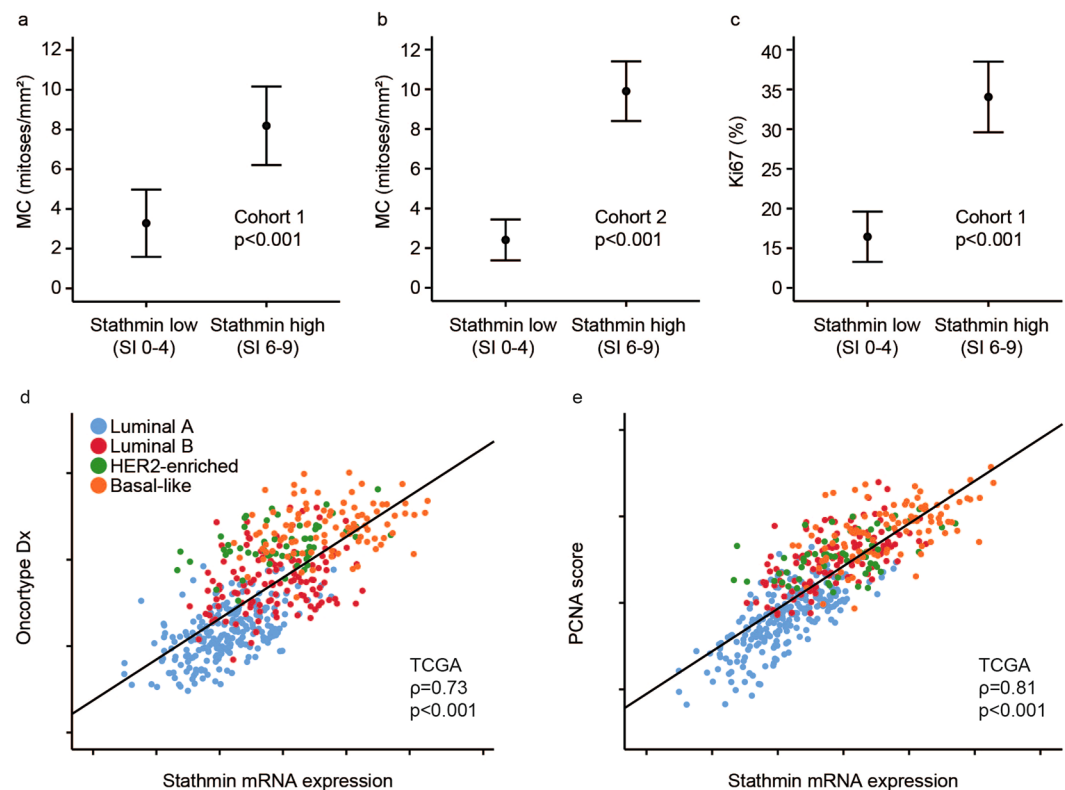 a
MC (mitoses/mm²)
12
10
8
6
4
2
0
Cohort 1
p<0.001
Stathmin low
(SI 0-4)
Stathmin high
(SI 6-9)
b
MC (mitoses/mm²)
12
10
8
6
4
2
0
Cohort 2
p<0.001
Stathmin low
(SI 0-4)
Stathmin high
(SI 6-9)
c
Ki67 (%)
40
35
30
25
20
15
0
Cohort 1
p<0.001
Stathmin low
(SI 0-4)
Stathmin high
(SI 6-9)
d
Luminal A
Luminal B
HER2-enriched
Basal-like
Oncortype Dx
TCGA
ρ=0.73
p<0.001
Stathmin mRNA expression
e
PCNA score
TCGA
ρ=0.81
p<0.001
Stathmin mRNA expression